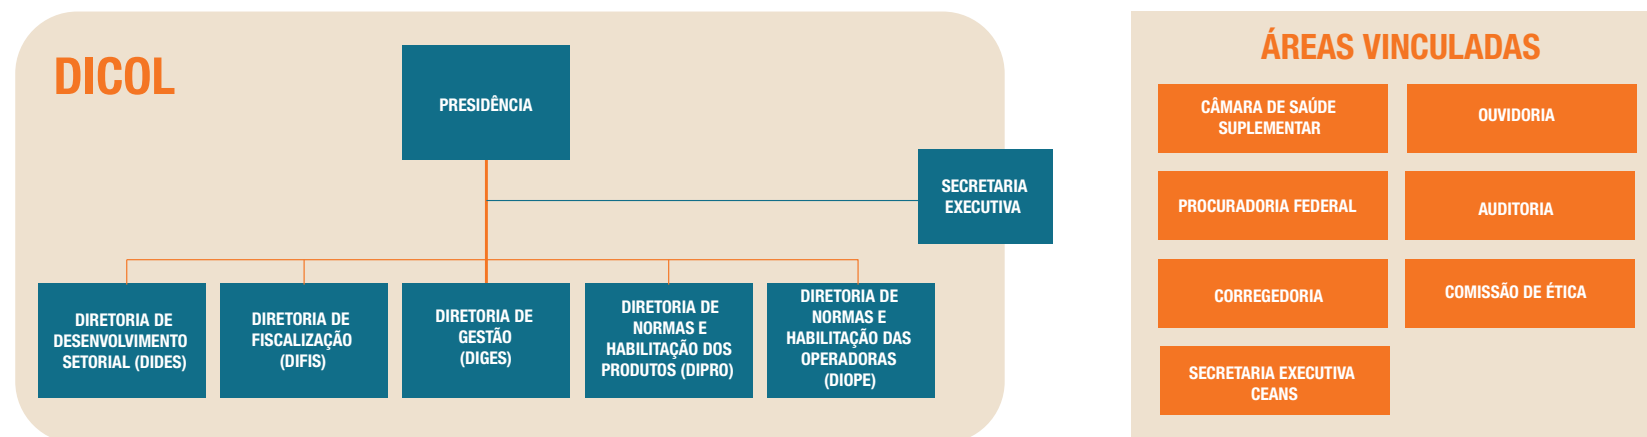 DICOL
PRESIDÊNCIA
SECRETARIA
EXECUTIVA
DIRETORIA DE
DESENVOLVIMENTO
SETORIAL (DIDES)
DIRETORIA DE
FISCALIZAÇÃO
(DIFIS)
DIRETORIA DE
GESTÃO
(DIGES)
DIRETORIA DE
NORMAS E
HABILITAÇÃO DOS
PRODUTOS (DIPRO)
DIRETORIA DE
NORMAS E
HABILITAÇÃO DAS
OPERADORAS
(DIOPE)
ÁREAS VINCULADAS
CÂMARA DE SAÚDE
SUPLEMENTAR
OUVIDORIA
PROCURADORIA FEDERAL
AUDITORIA
CORREGEDORIA
COMISSÃO DE ÉTICA
SECRETARIA EXECUTIVA
CEANS